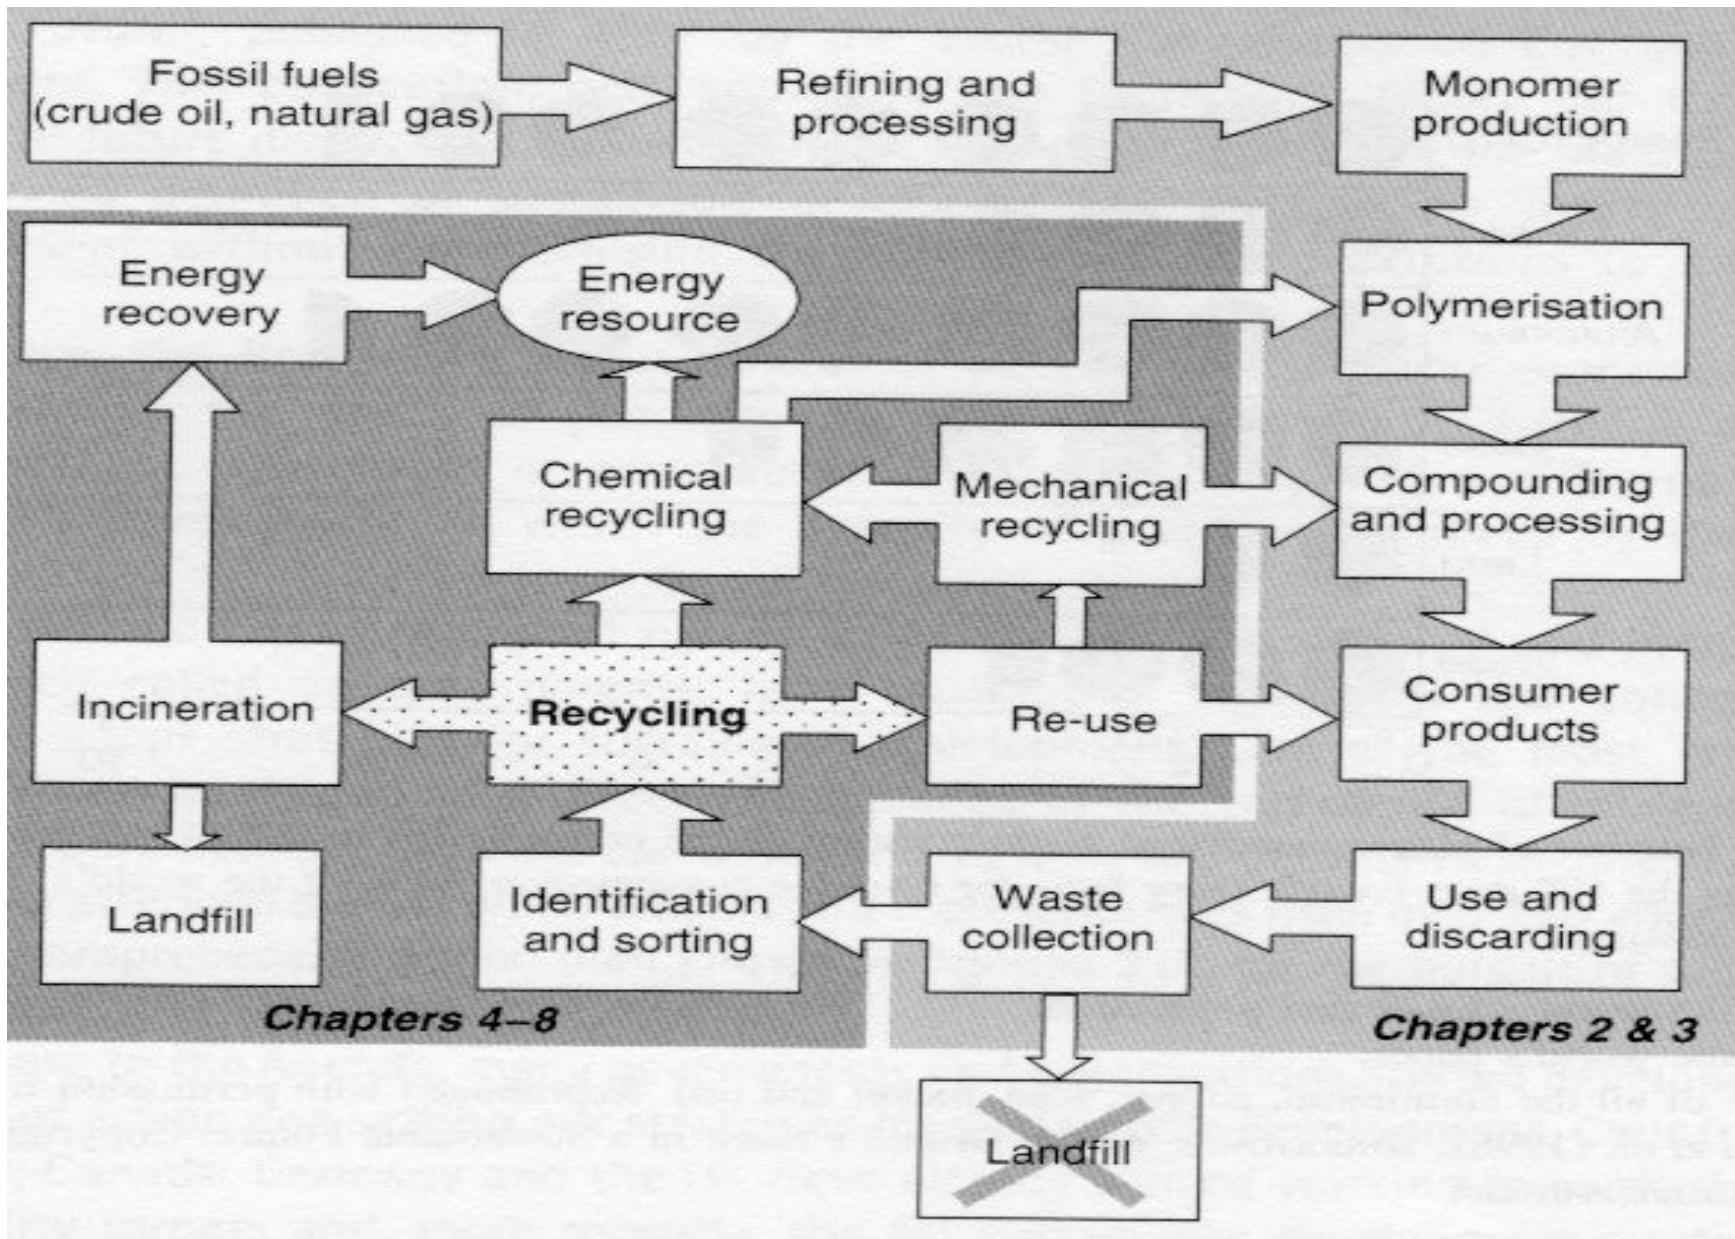 Fossil fuels
(crude oil, natural gas)
Refining and
processing
Monomer
production
Energy
recovery
Energy
resource
Polymerisation
Chemical
recycling
Mechanical
recycling
Compounding
and processing
Incineration
Recycling
Re-use
Consumer
products
Landfill
Identification
and sorting
Waste
collection
Use and
discarding
Chapters 4–8
Chapters 2 & 3
Landfill